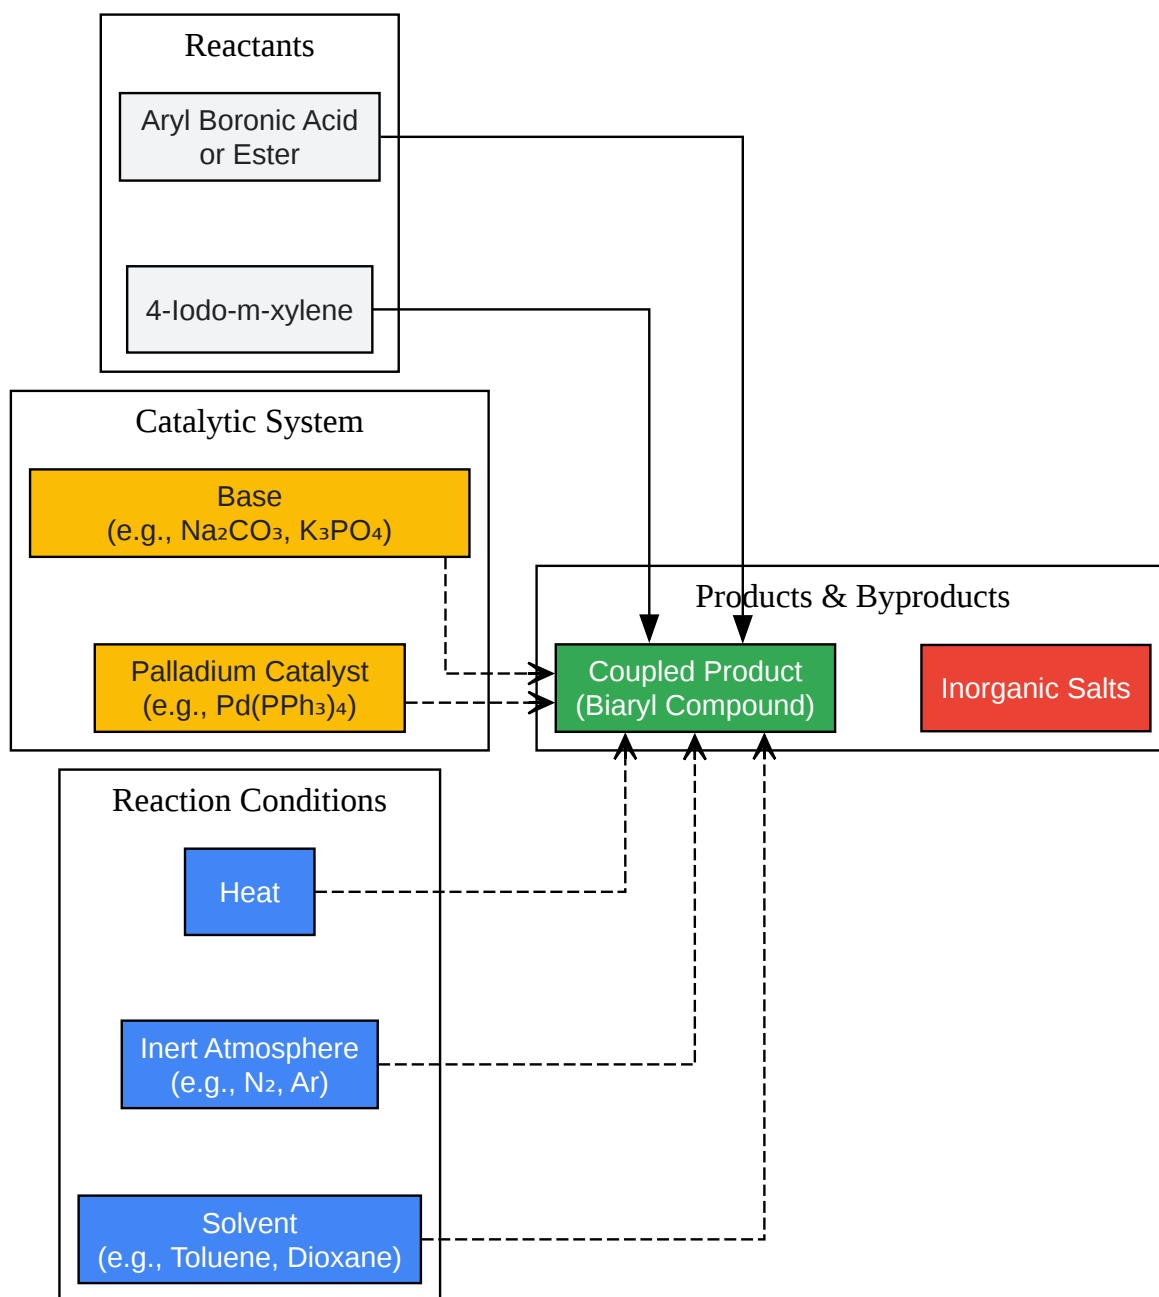 Reactants
Aryl Boronic Acid
or Ester
4-Iodo-m-xylene
Catalytic System
Base
(e.g., Na₂CO₃, K₃PO₄)
Palladium Catalyst
(e.g., Pd(PPh₃)₄)
Products & Byproducts
Coupled Product
(Biaryl Compound)
Inorganic Salts
Reaction Conditions
Heat
Inert Atmosphere
(e.g., N₂, Ar)
Solvent
(e.g., Toluene, Dioxane)